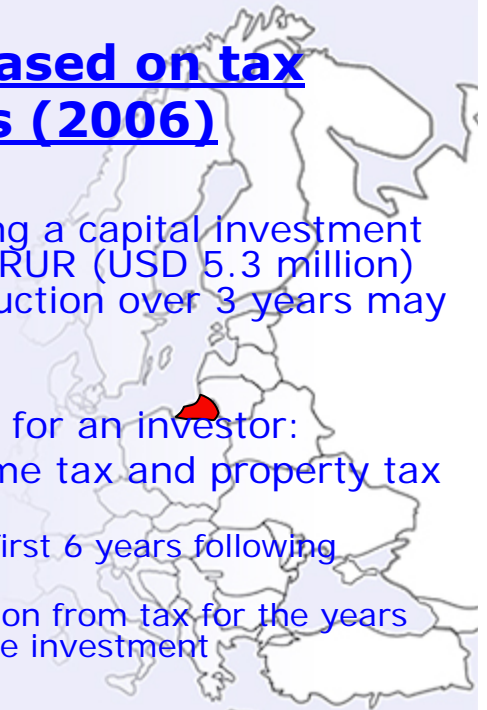 ased on tax
s (2006)
ng a capital investment
RUR (USD 5.3 million)
uction over 3 years may
for an investor:
me tax and property tax
irst 6 years following
on from tax for the years
e investment